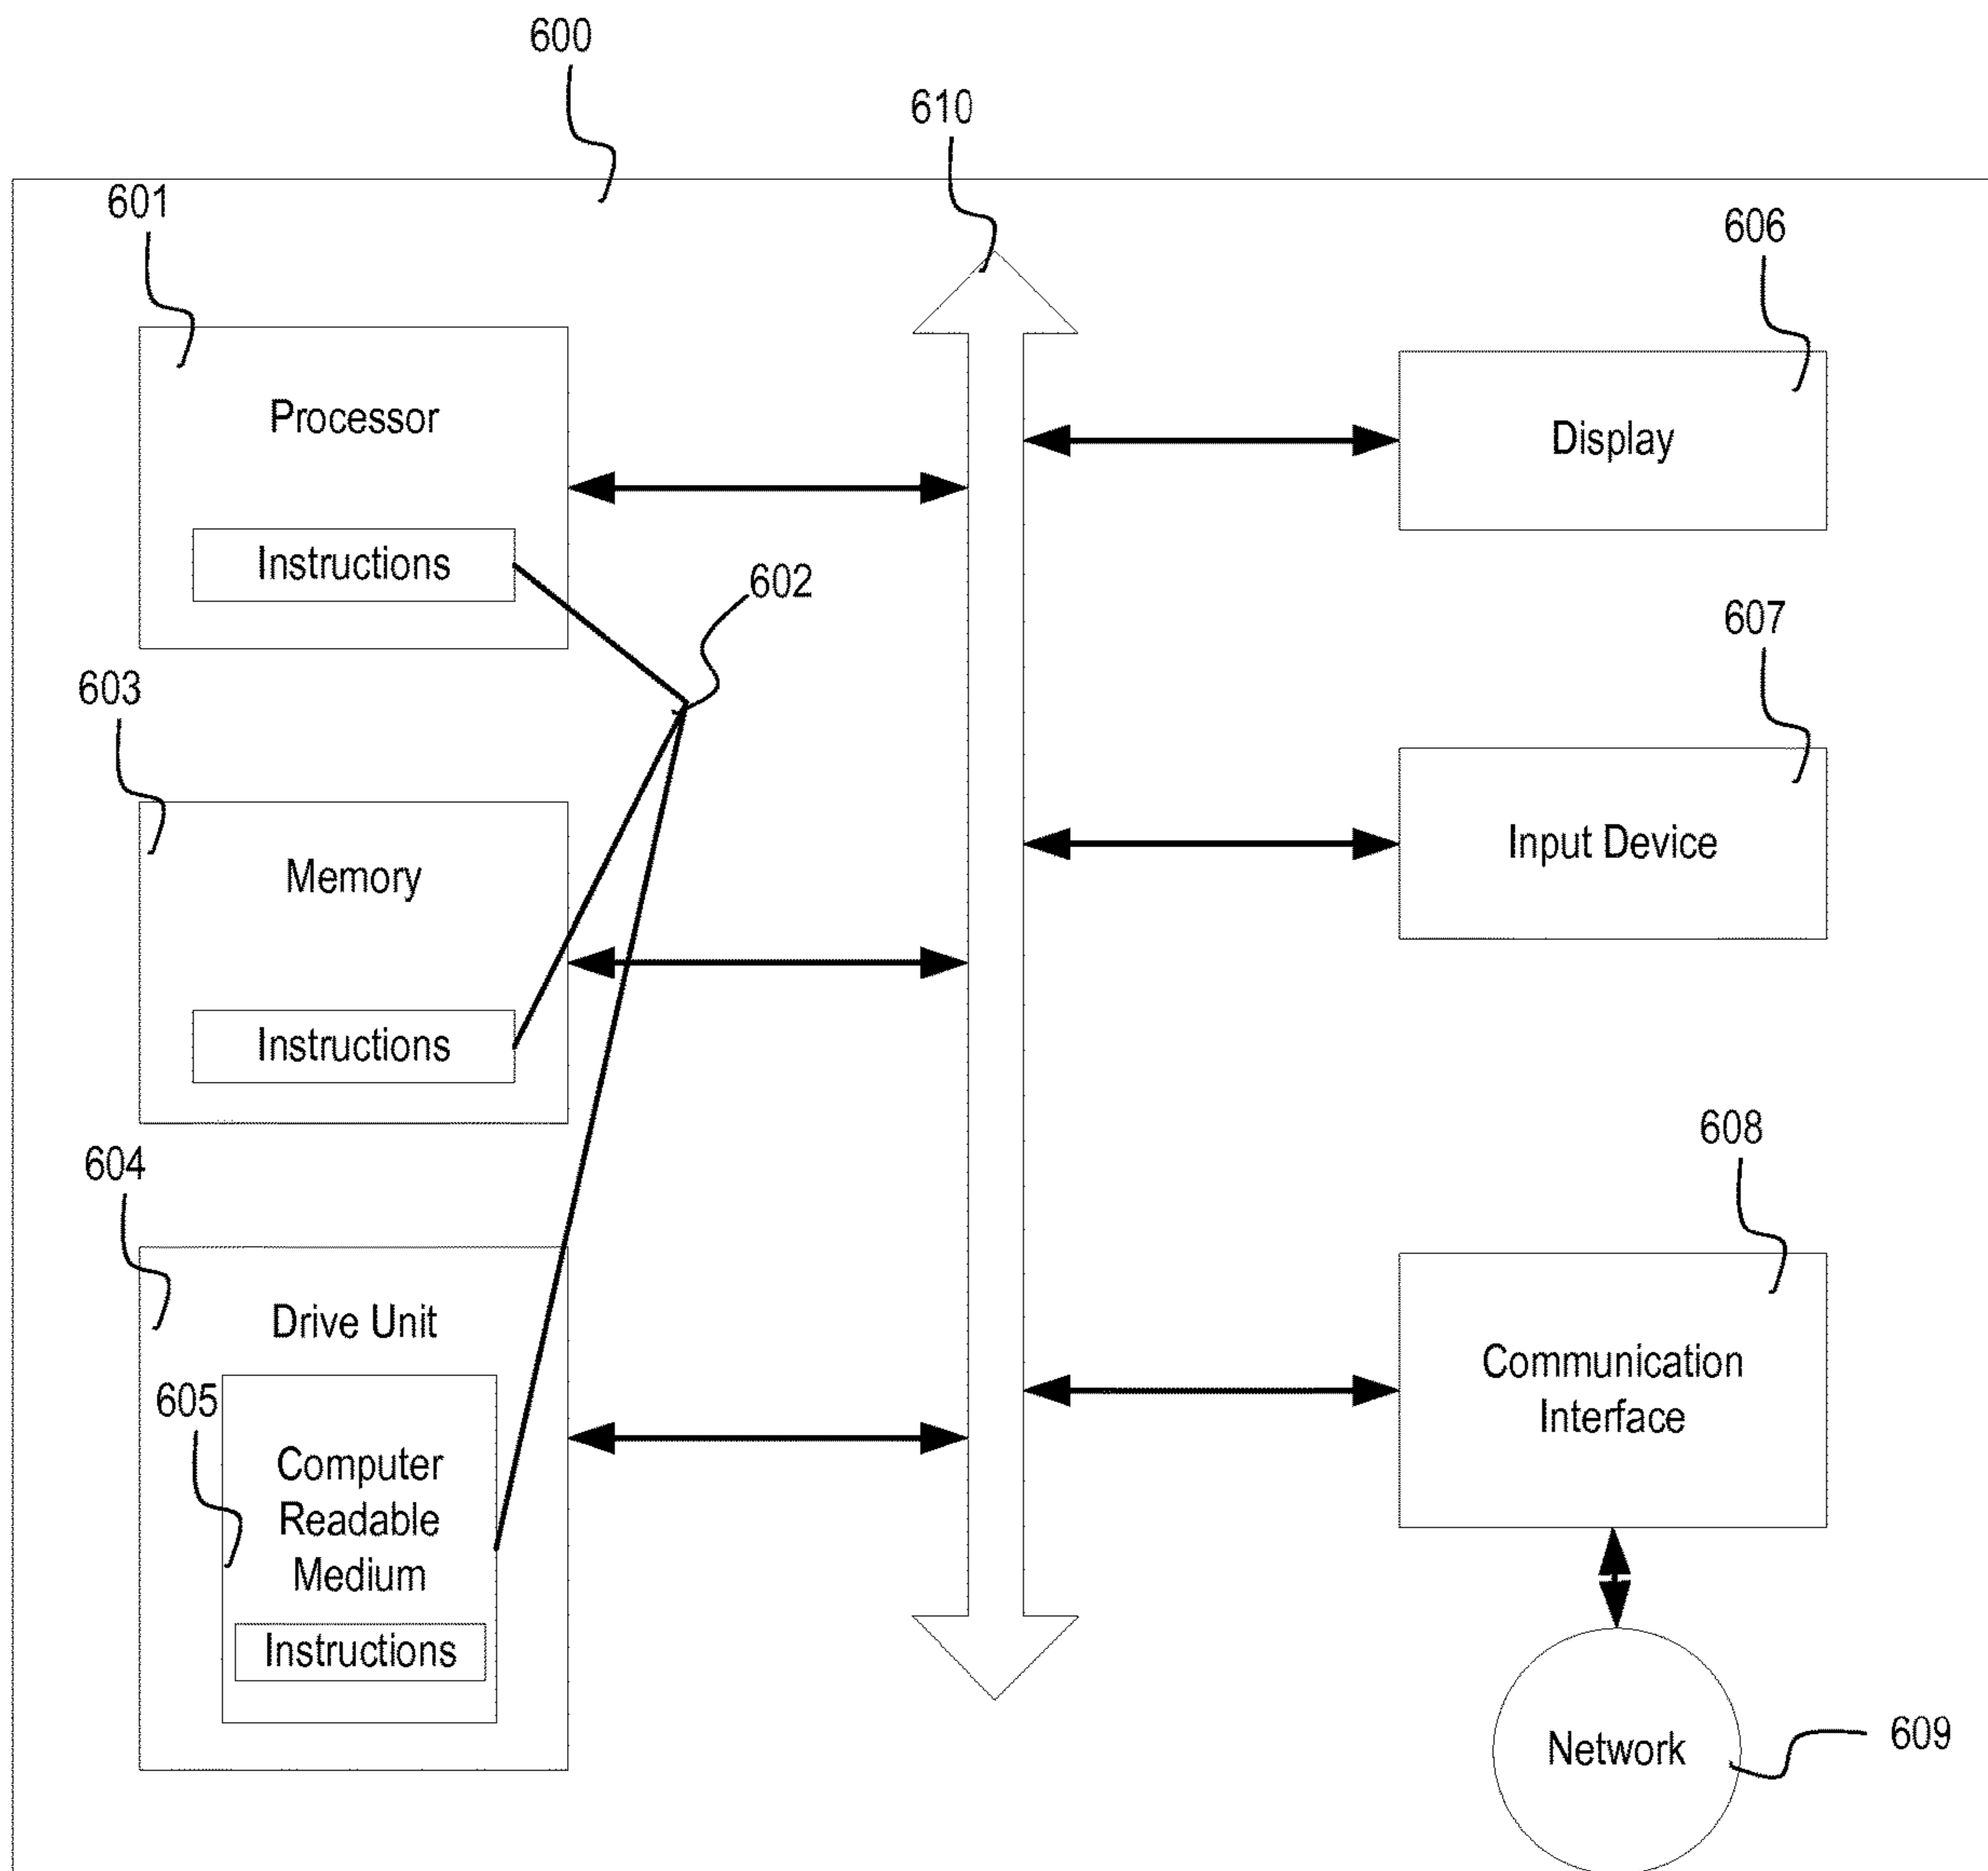 600
610
601
606
Processor
Display
Instructions
602
607
603
Input Device
Memory
Instructions
608
604
Drive Unit
Communication
Interface
605
Computer
Readable
Medium
Instructions
Network
609